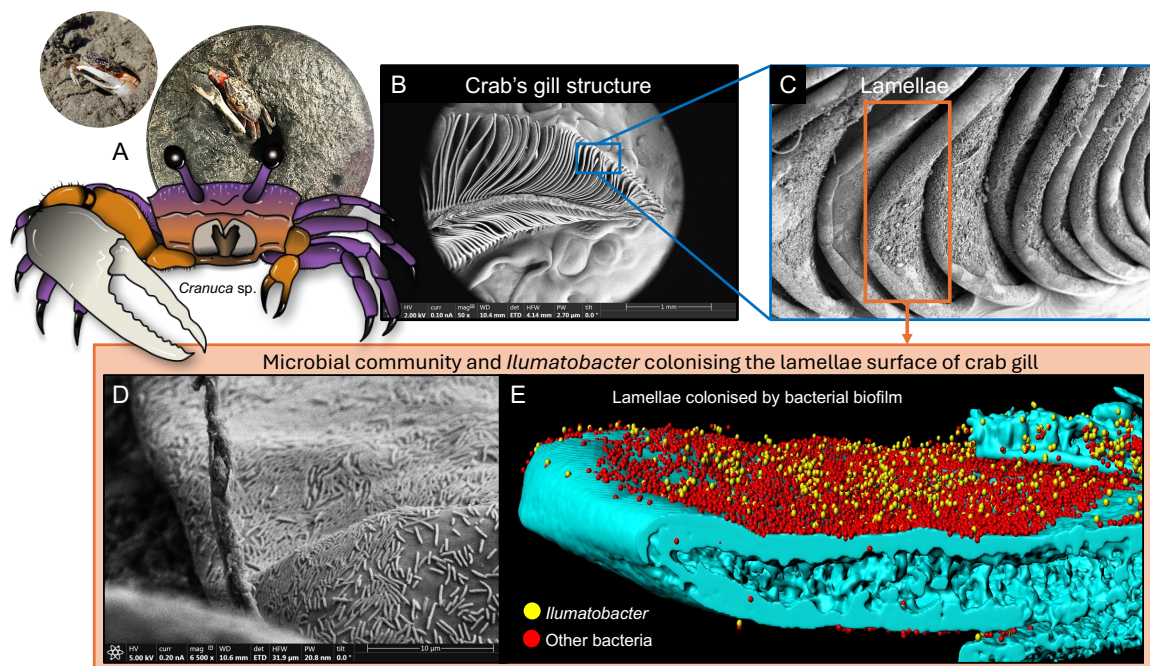 A
Cranuca sp.
B
Crab's gill structure
HV curr mag WD det HFW PW tilt
2.00 kV 0.10 nA 50 x 10.4 mm ETD 4.14 mm 2.70 µm 0.0 °
1 mm
C
Lamellae
Microbial community and Ilumatobacter colonising the lamellae surface of crab gill
D
HV curr mag WD det HFW PW tilt
5.00 kV 0.20 nA 6 500 x 10.6 mm ETD 31.9 µm 20.8 nm 0.0 °
10 µm
E
Lamellae colonised by bacterial biofilm
Ilumatobacter
Other bacteria